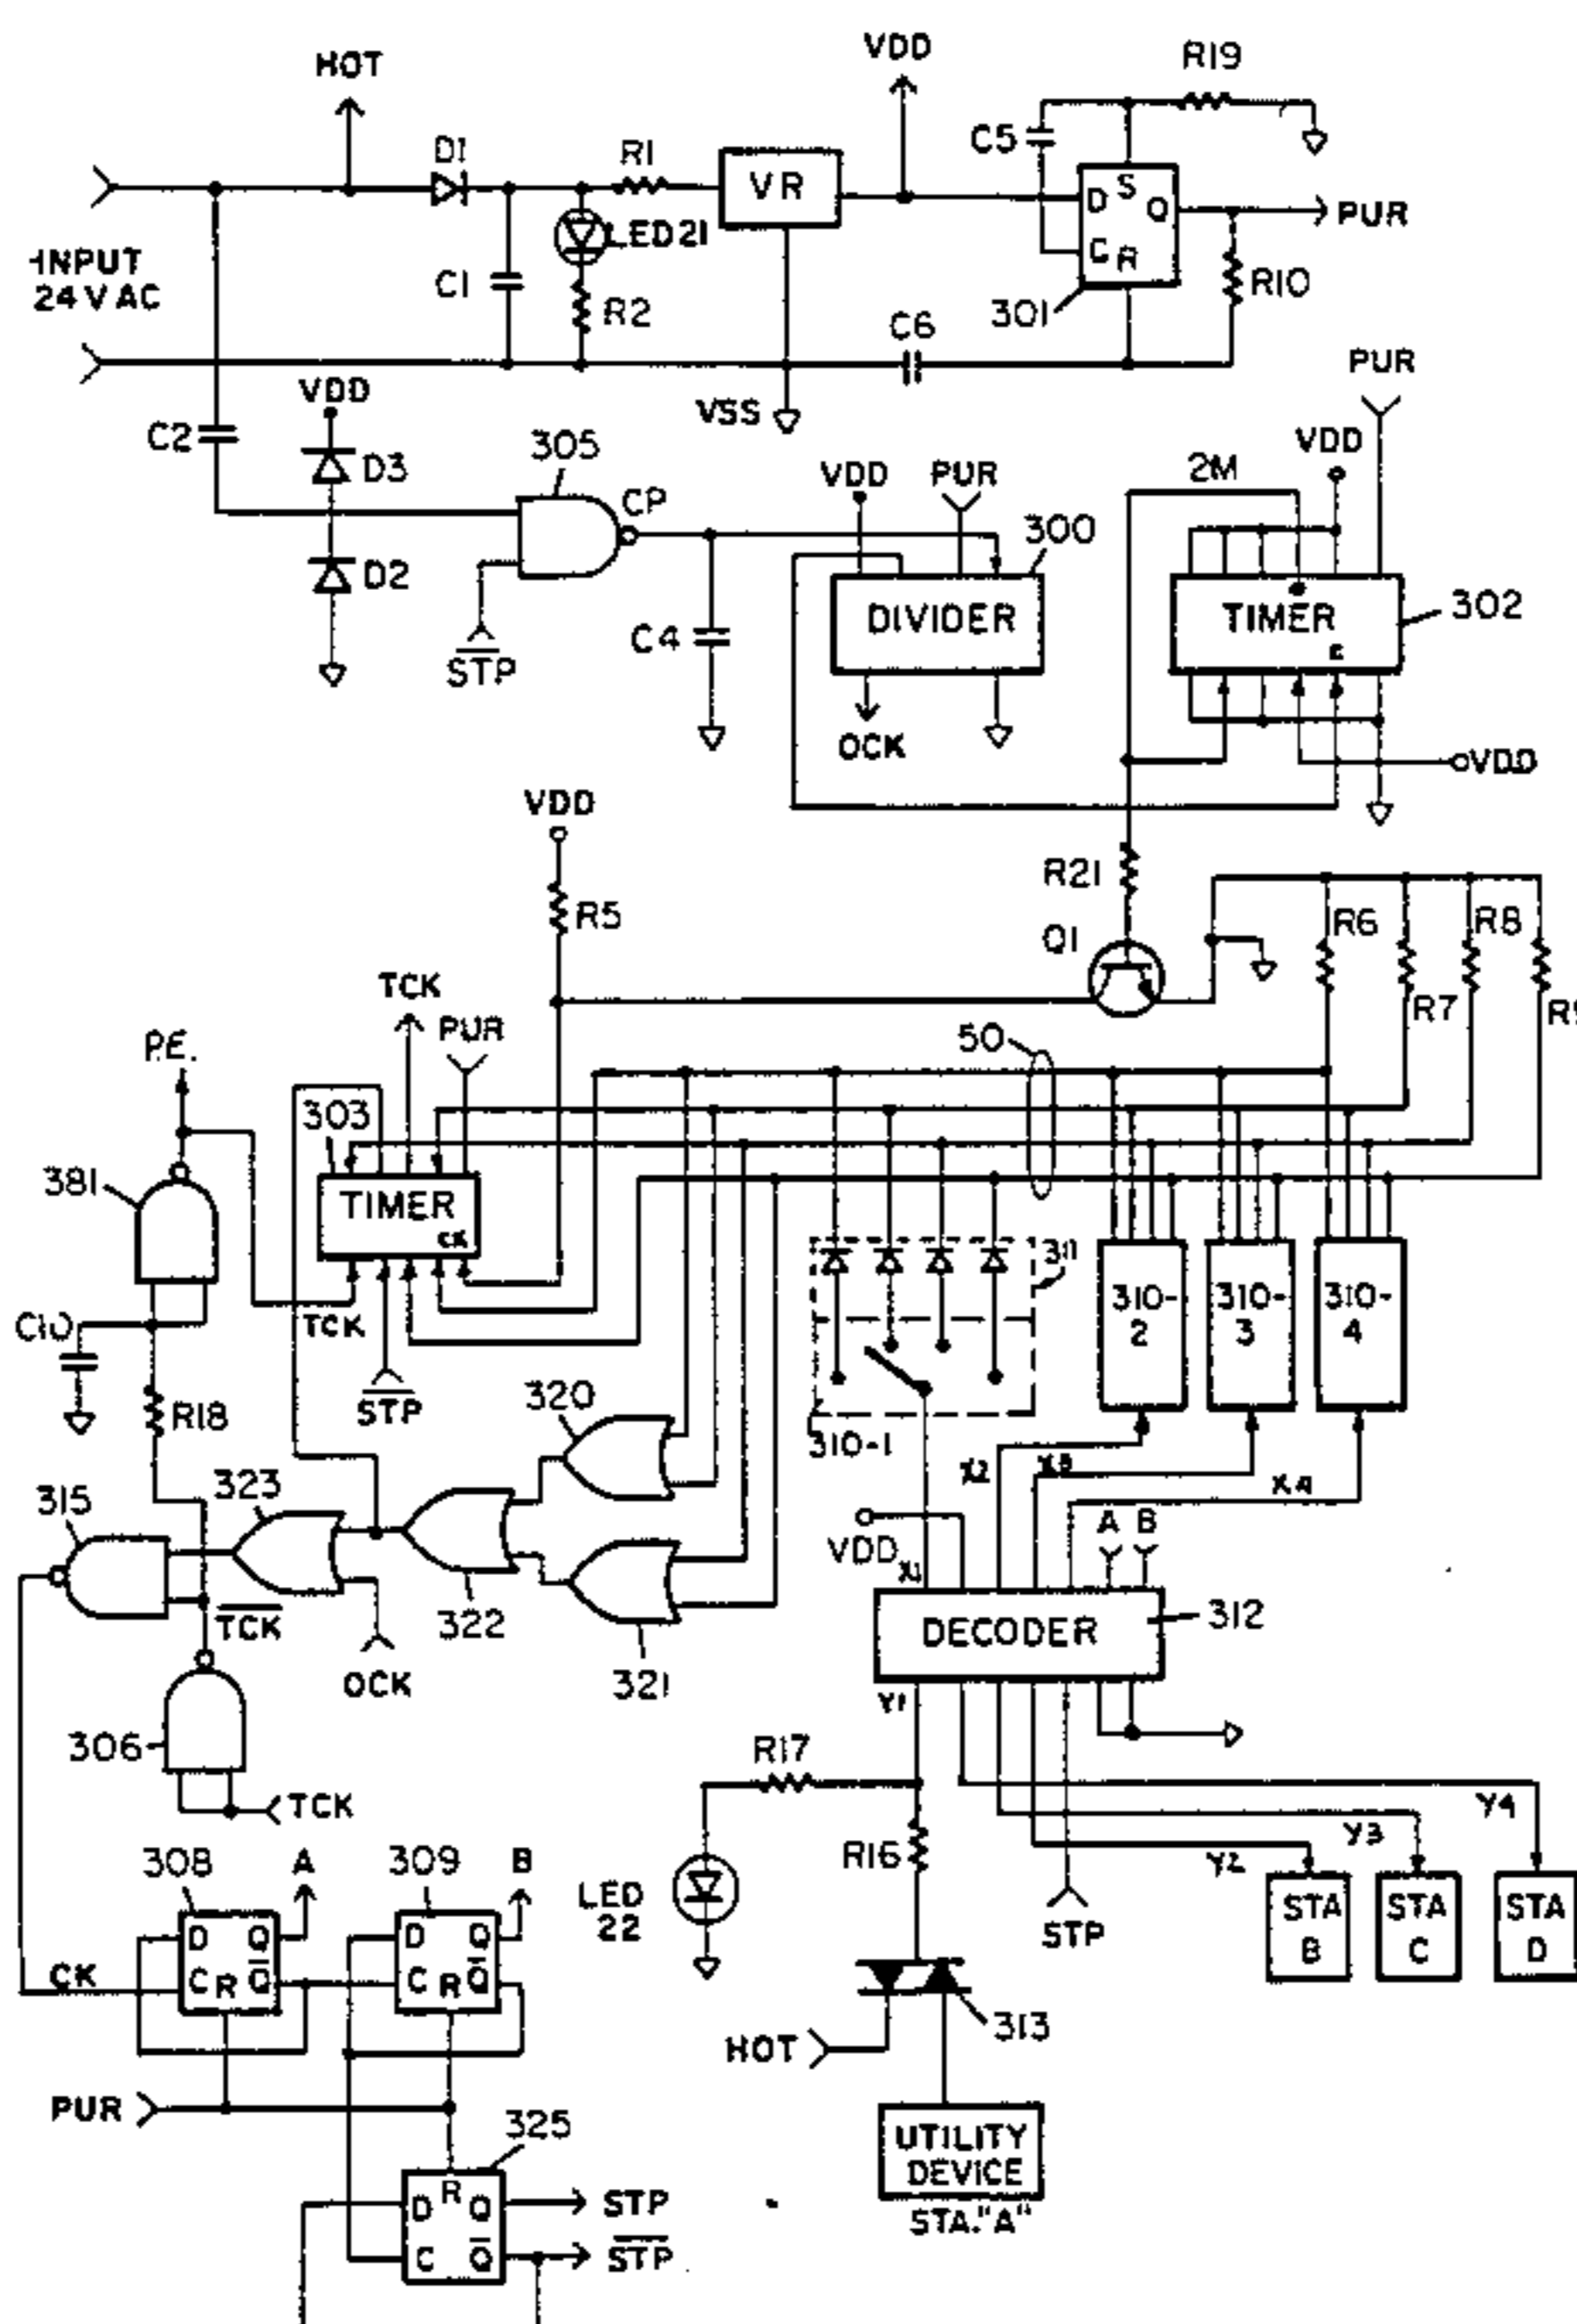 HOT
VDD
R19
D1
R1
VR
C5
S
D
Q
C
R
PUR
INPUT
24 V AC
C1
LED 21
R2
301
R10
C6
PUR
VDD
VSS
C2
D3
305
CP
VDD
PUR
2M
VDD
300
D2
DIVIDER
TIMER
302
C4
STP
OCK
VDD
VDD
R21
R5
R6
R8
Q1
TCK
PUR
R7
R9
P.E.
50
303
381
TIMER
CK
311
310-
2
310-
3
310-
4
C10
TCK
R18
STP
320
310-1
X2
X3
X4
323
315
A
B
VDD
X1
TCK
322
DECODER
312
OCK
321
Y1
306
R17
TCK
Y4
Y3
308
A
309
B
R16
Y2
LED
22
STP
STA
B
STA
C
STA
D
D
Q
D
Q
CK
C
R
Q
C
R
Q
313
HOT
PUR
325
UTILITY
DEVICE
R
D
Q
STP
STA."A"
C
Q
STP